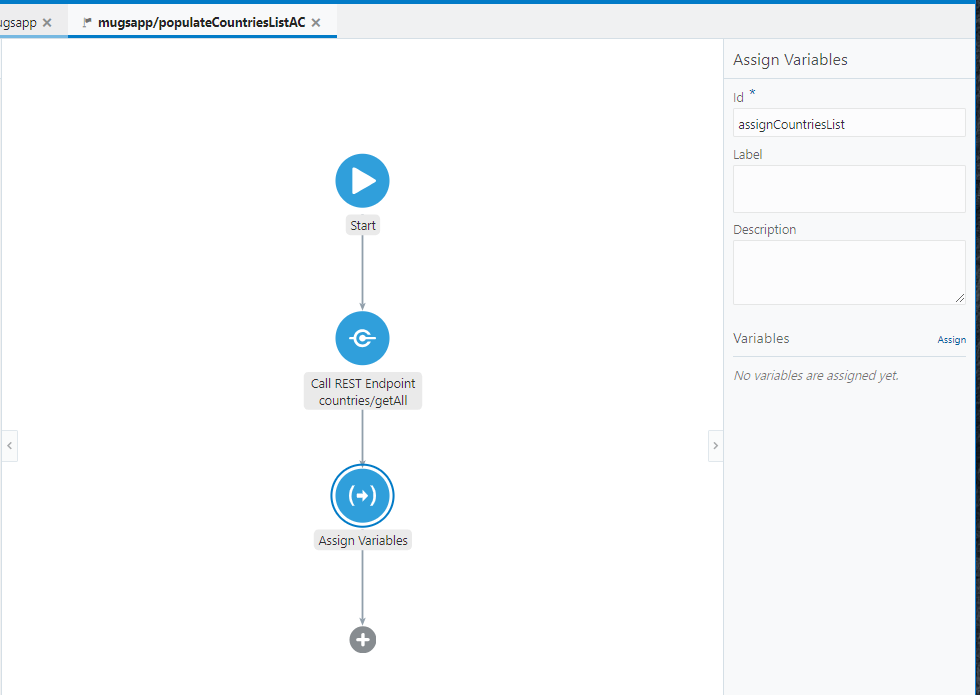 ugsapp ×
mugsapp/populateCountriesListAC ×
Start
Call REST Endpoint
countries/getAll
Assign Variables
Assign Variables
Id *
assignCountriesList
Label
Description
Variables Assign
No variables are assigned yet.